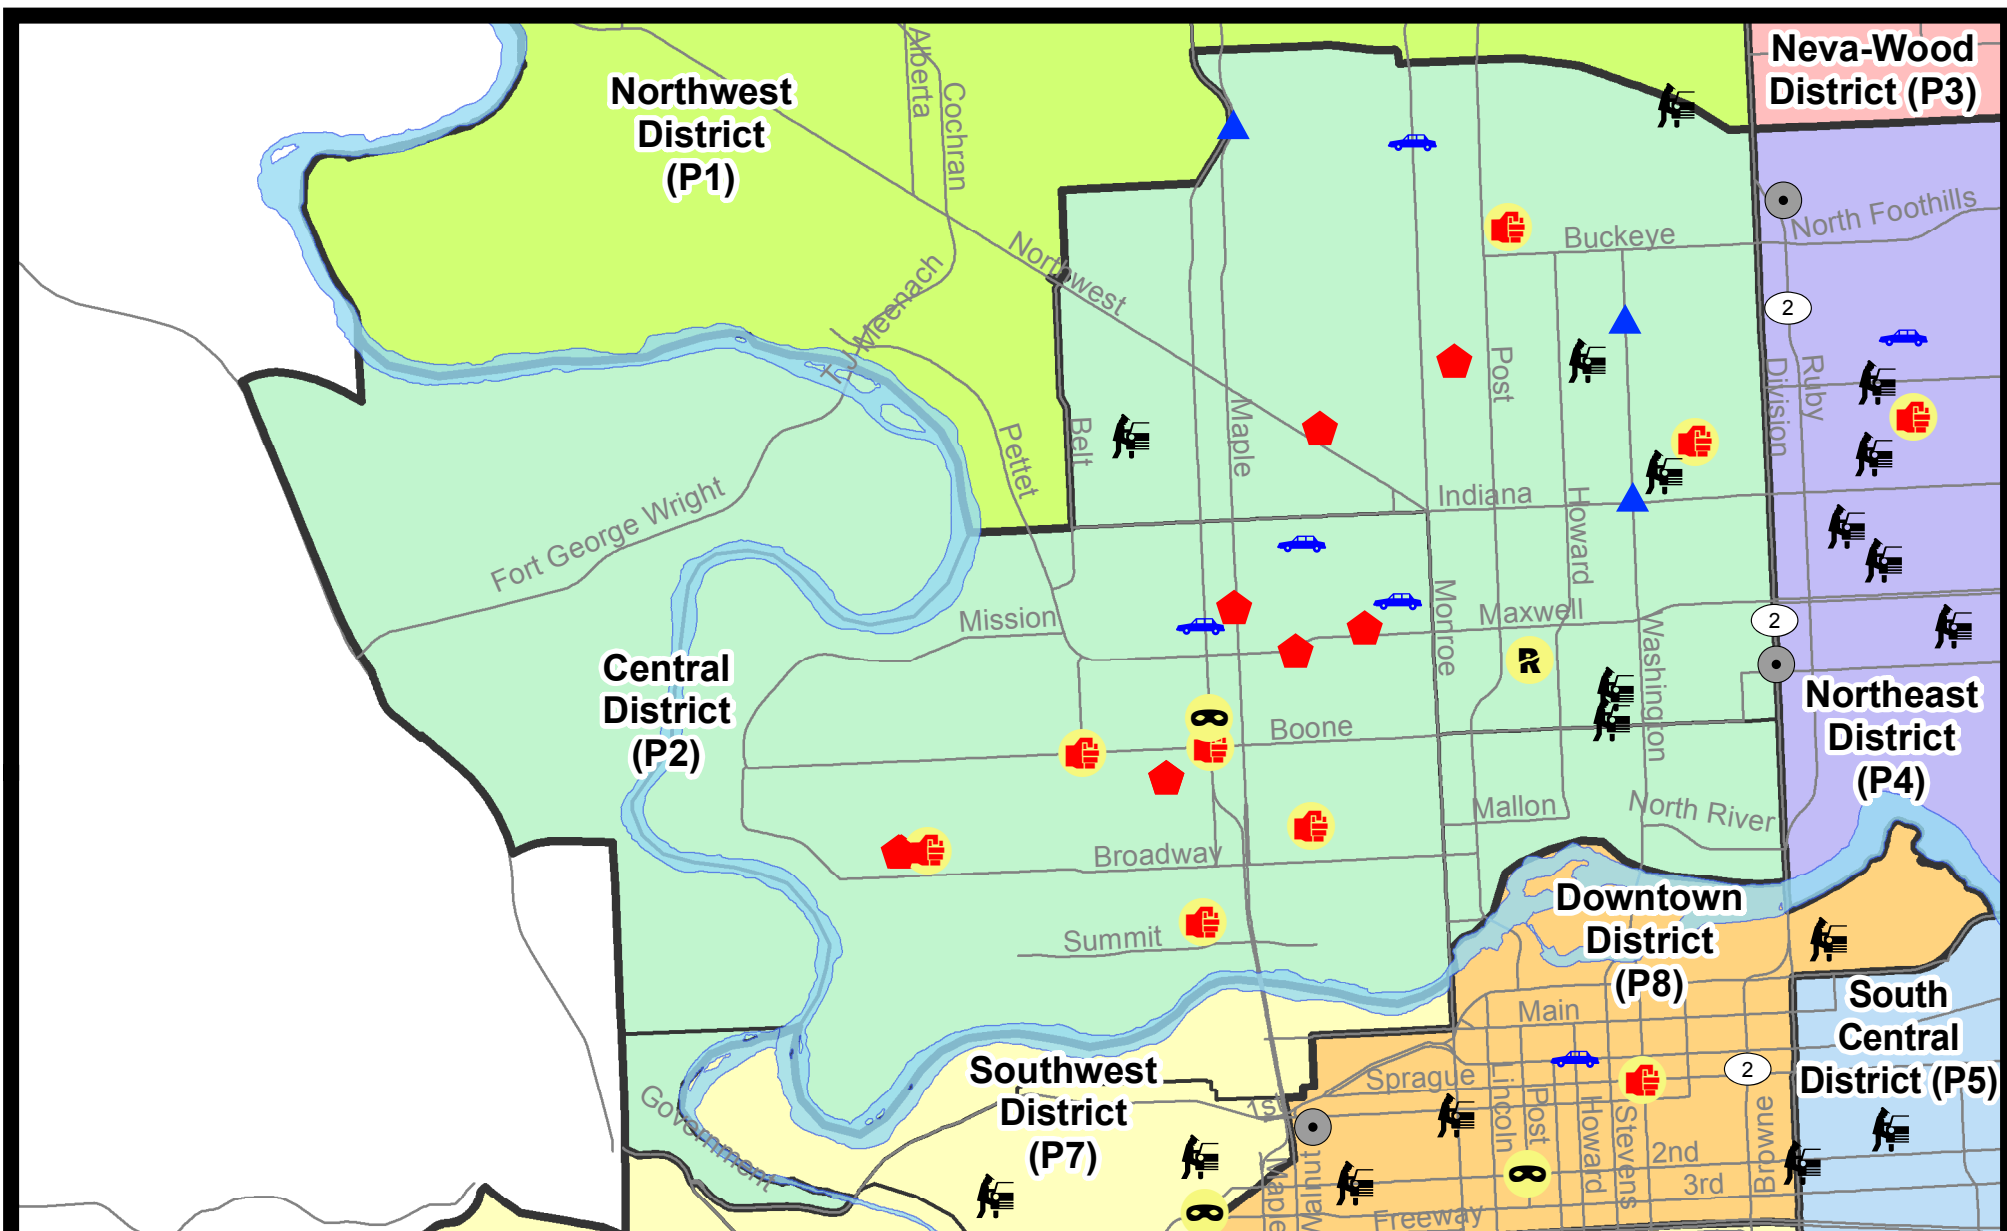 Northwest
District
(P1)
Neva-Wood
District (P3)
Alberta
Cochran
North Foothills
Buckeye
Northwest
T J Meenach
2
Post
Ruby
Division
Belt
Maple
Pettet
Indiana
Howard
Fort George Wright
Mission
Monroe
Maxwell
2
Washington
R
Central
District
(P2)
Northeast
District
(P4)
Boone
Mallon
North River
Broadway
Summit
Downtown
District
(P8)
Main
South
Central
District (P5)
Southwest
District
(P7)
Sprague
2
1st
Government
Lincoln
Post
Howard
Stevens
Browne
2nd
3rd
Maple
Walnut
Freeway